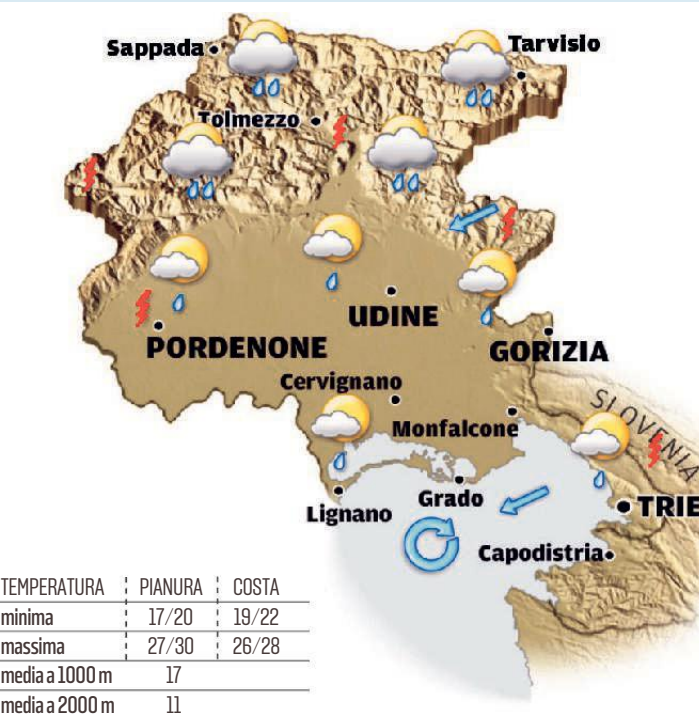 Sappada
Tarvisio
Tolmezzo
UDINE
PORDENONE
GORIZIA
Cervignano
SLOVENIA
Monfalcone
Grado
Lignano
TRIE
Capodistria
TEMPERATURA PIANURA COSTA
minima 17/20 19/22
massima 27/30 26/28
media a 1000 m 17
media a 2000 m 11